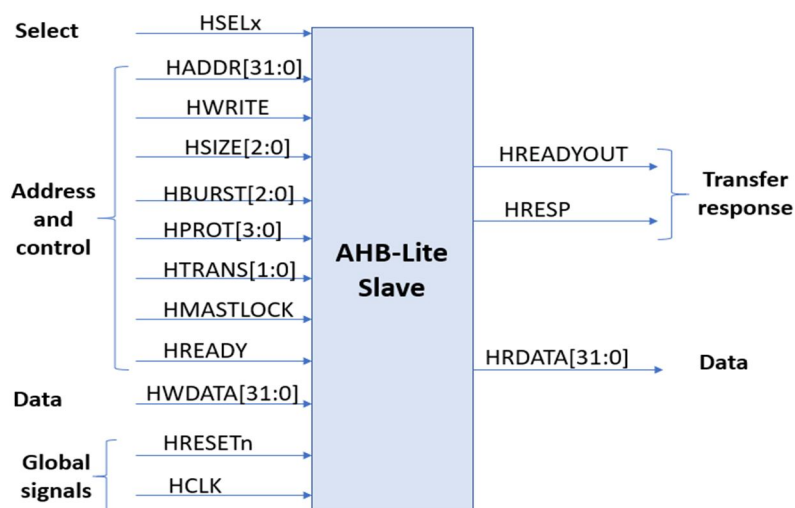 Select
HSELx
HADDR[31:0]
HWRITE
HSIZE[2:0]
HBURST[2:0]
HPROT[3:0]
HTRANS[1:0]
HMASTLOCK
HREADY
Address
and
control
Data
HWDATA[31:0]
HRESETn
HCLK
Global
signals
AHB-Lite
Slave
HREADYOUT
HRESP
Transfer
response
HRDATA[31:0]
Data